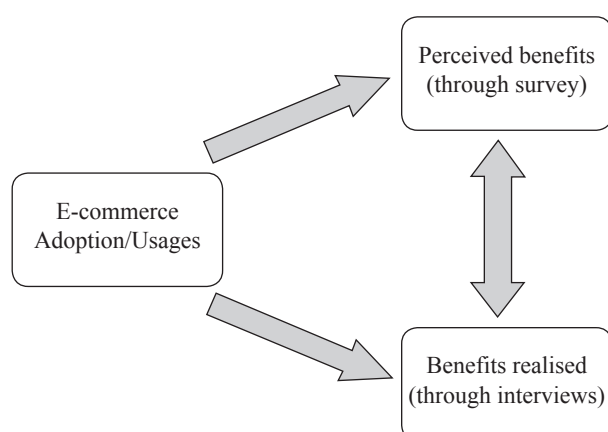 Perceived benefits
(through survey)
E-commerce
Adoption/Usages
Benefits realised
(through interviews)